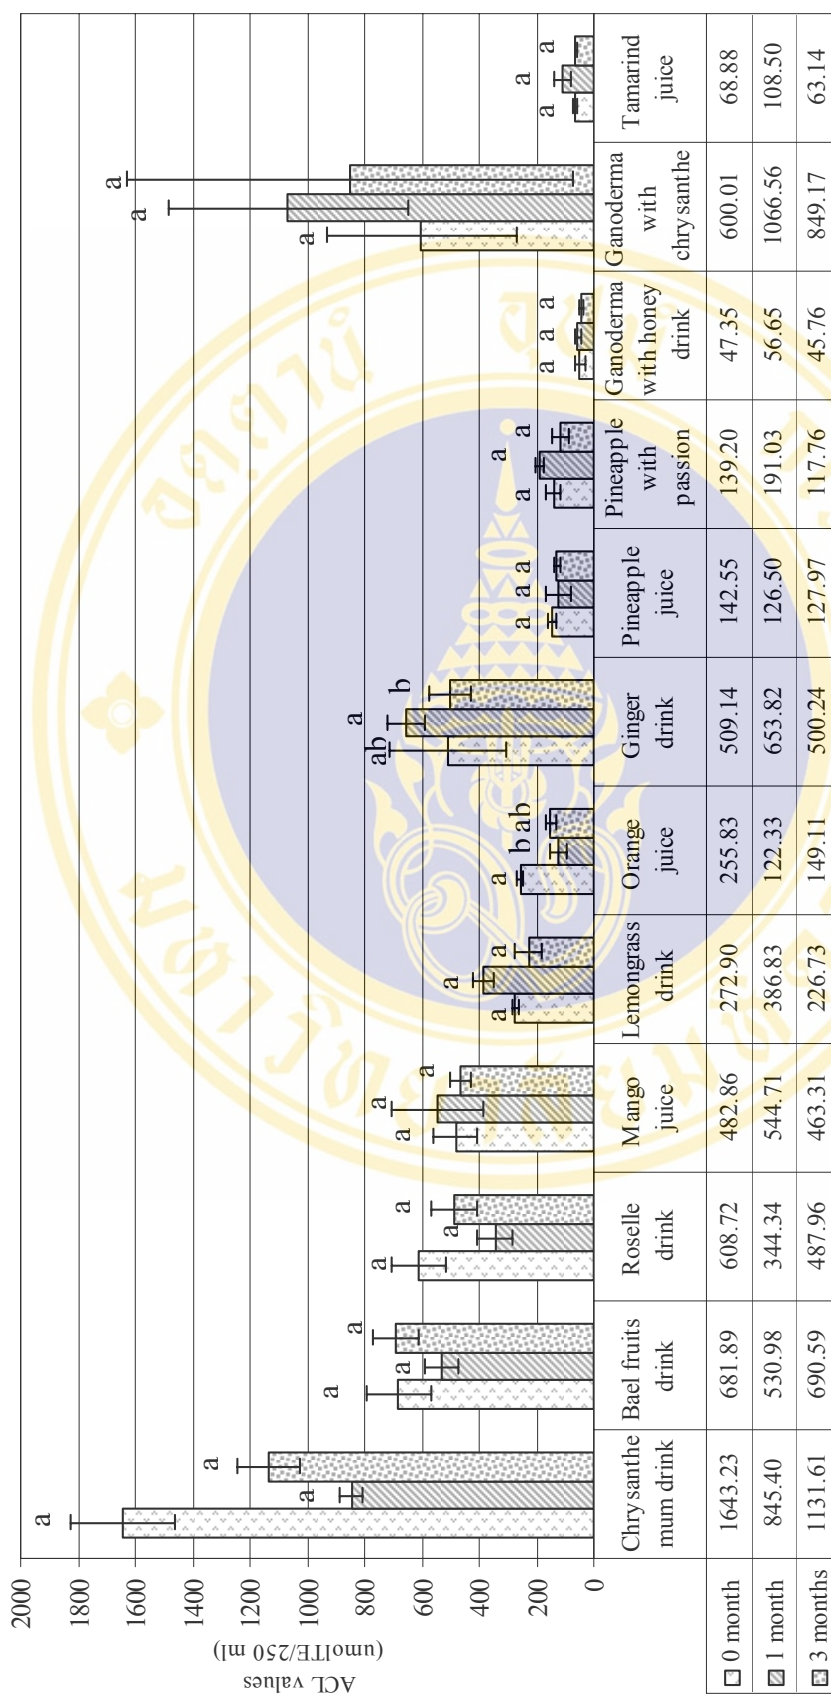 ACL values
(umolTE/250 ml)
2000
1800
1600
1400
1200
1000
800
600
400
200
0
a a a
a a a
a a a
a a a
a a a
a b ab
ab a b
a a a
a a a
a a a
a a a
a a a
Chrysanthe mum drink | Bael fruits drink | Roselle drink | Mango juice | Lemongrass drink | Orange juice | Ginger drink | Pineapple juice | Pineapple with passion | Ganoderma with honey drink | Ganoderma with chrysanthe | Tamarind juice
0 month 1643.23 681.89 608.72 482.86 272.90 255.83 509.14 142.55 139.20 47.35 600.01 68.88
1 month 845.40 530.98 344.34 544.71 386.83 122.33 653.82 126.50 191.03 56.65 1066.56 108.50
3 months 1131.61 690.59 487.96 463.31 226.73 149.11 500.24 127.97 117.76 45.76 849.17 63.14